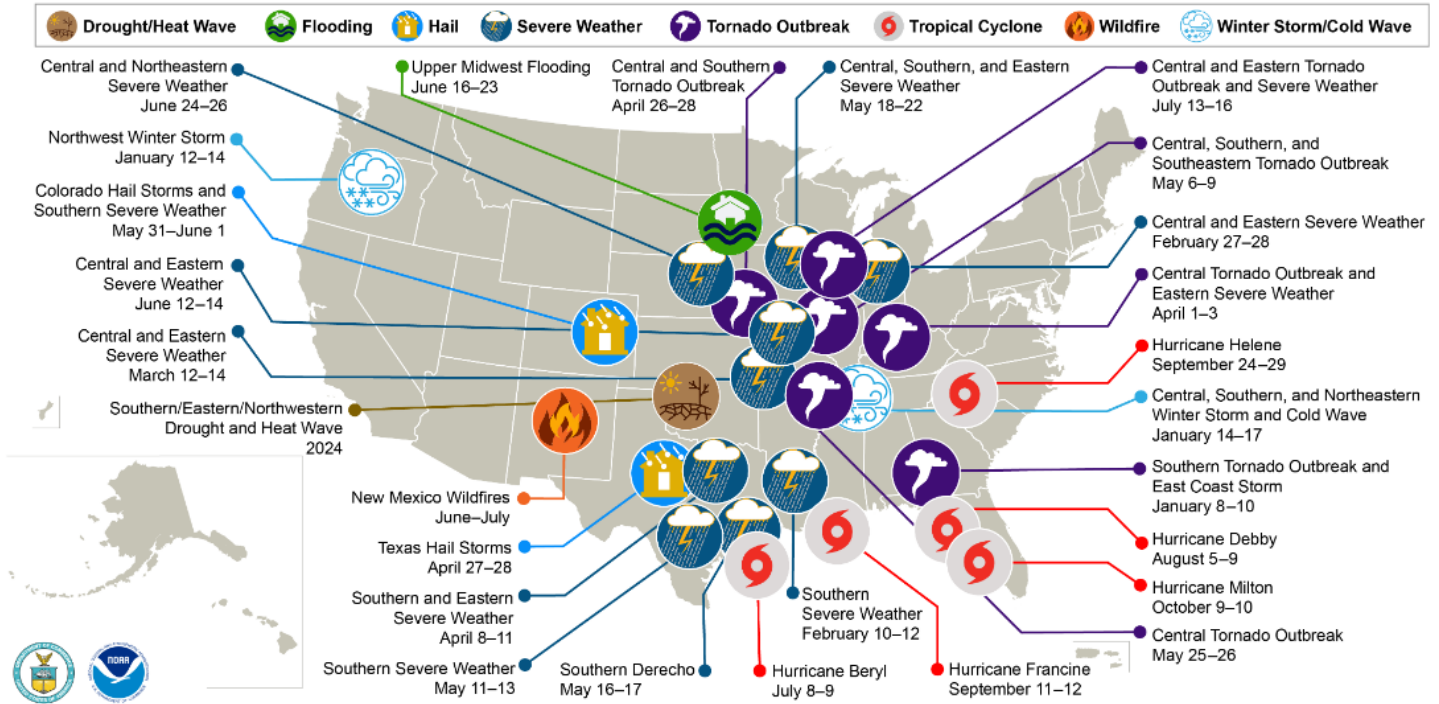 Drought/Heat Wave
Flooding
Hail
Severe Weather
Tornado Outbreak
Tropical Cyclone
Wildfire
Winter Storm/Cold Wave
Central and Northeastern
Severe Weather
June 24–26
Northwest Winter Storm
January 12–14
Colorado Hail Storms and
Southern Severe Weather
May 31–June 1
Central and Eastern
Severe Weather
June 12–14
Central and Eastern
Severe Weather
March 12–14
Southern/Eastern/Northwestern
Drought and Heat Wave
2024
New Mexico Wildfires
June–July
Texas Hail Storms
April 27–28
Southern and Eastern
Severe Weather
April 8–11
Southern Severe Weather
May 11–13
Upper Midwest Flooding
June 16–23
Central and Southern
Tornado Outbreak
April 26–28
Central, Southern, and Eastern
Severe Weather
May 18–22
Central and Eastern Tornado
Outbreak and Severe Weather
July 13–16
Central, Southern, and
Southeastern Tornado Outbreak
May 6–9
Central and Eastern Severe Weather
February 27–28
Central Tornado Outbreak and
Eastern Severe Weather
April 1–3
Hurricane Helene
September 24–29
Central, Southern, and Northeastern
Winter Storm and Cold Wave
January 14–17
Southern Tornado Outbreak and
East Coast Storm
January 8–10
Hurricane Debby
August 5–9
Hurricane Milton
October 9–10
Central Tornado Outbreak
May 25–26
Southern Derecho
May 16–17
Hurricane Beryl
July 8–9
Southern
Severe Weather
February 10–12
Hurricane Francine
September 11–12
NOAA